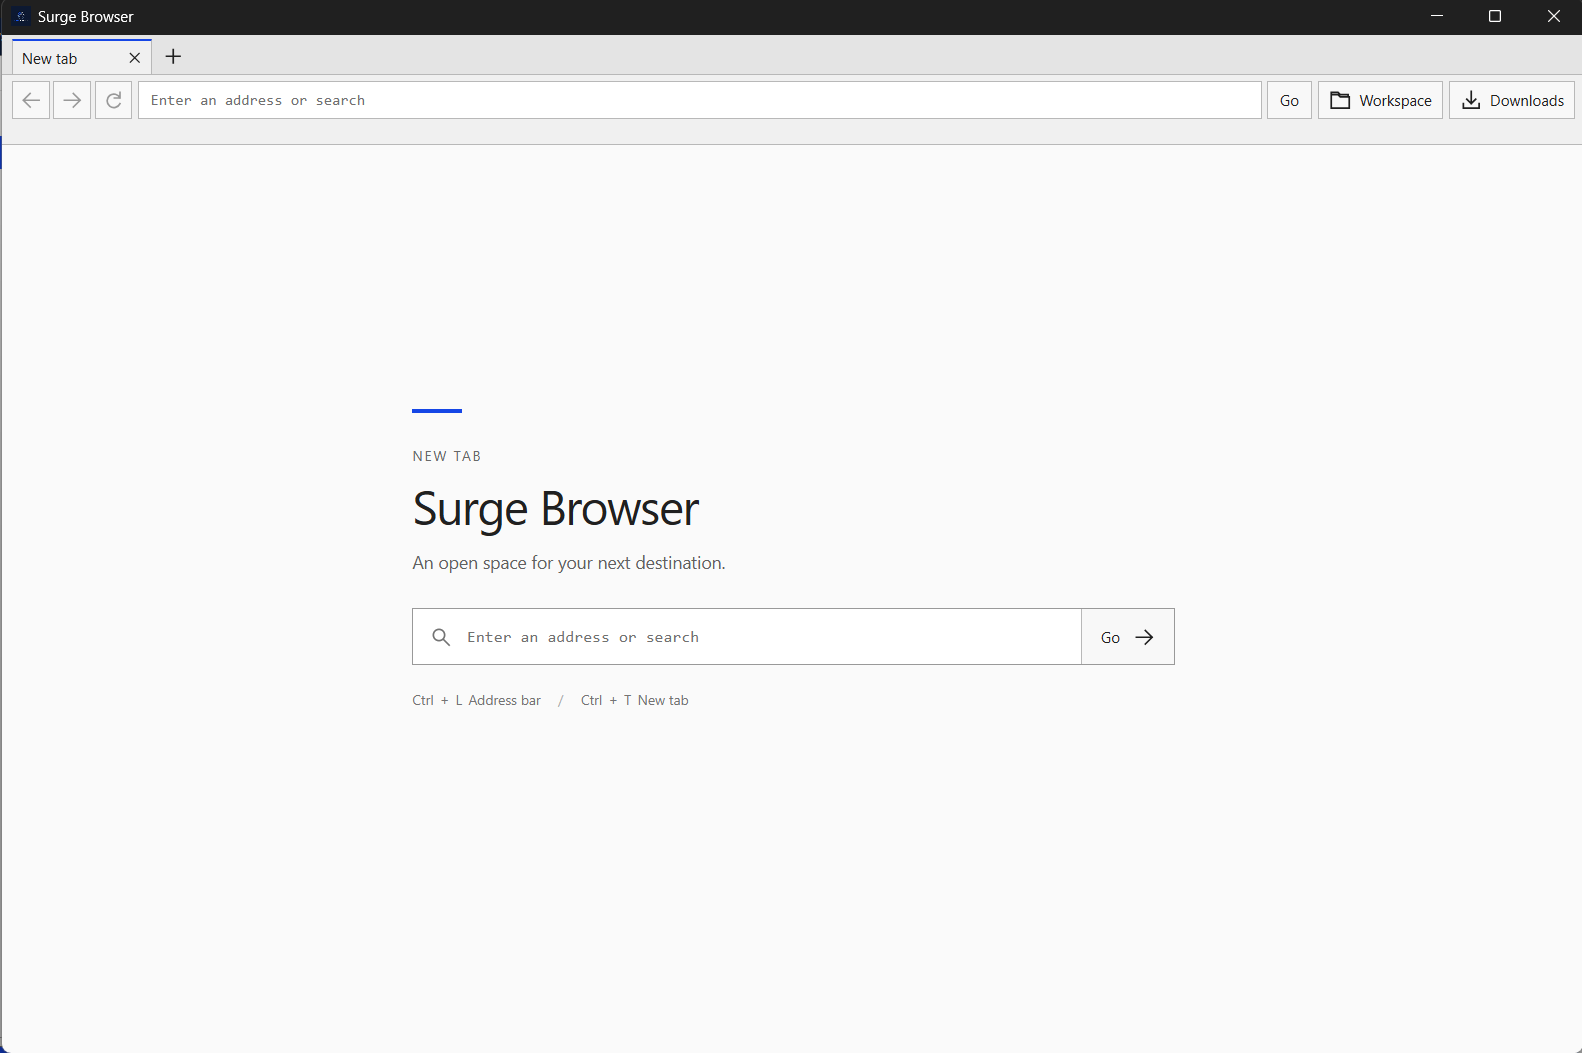 Surge Browser
New tab
Enter an address or search Go Workspace Downloads
NEW TAB
Surge Browser
An open space for your next destination.
Enter an address or search Go
Ctrl + L Address bar / Ctrl + T New tab